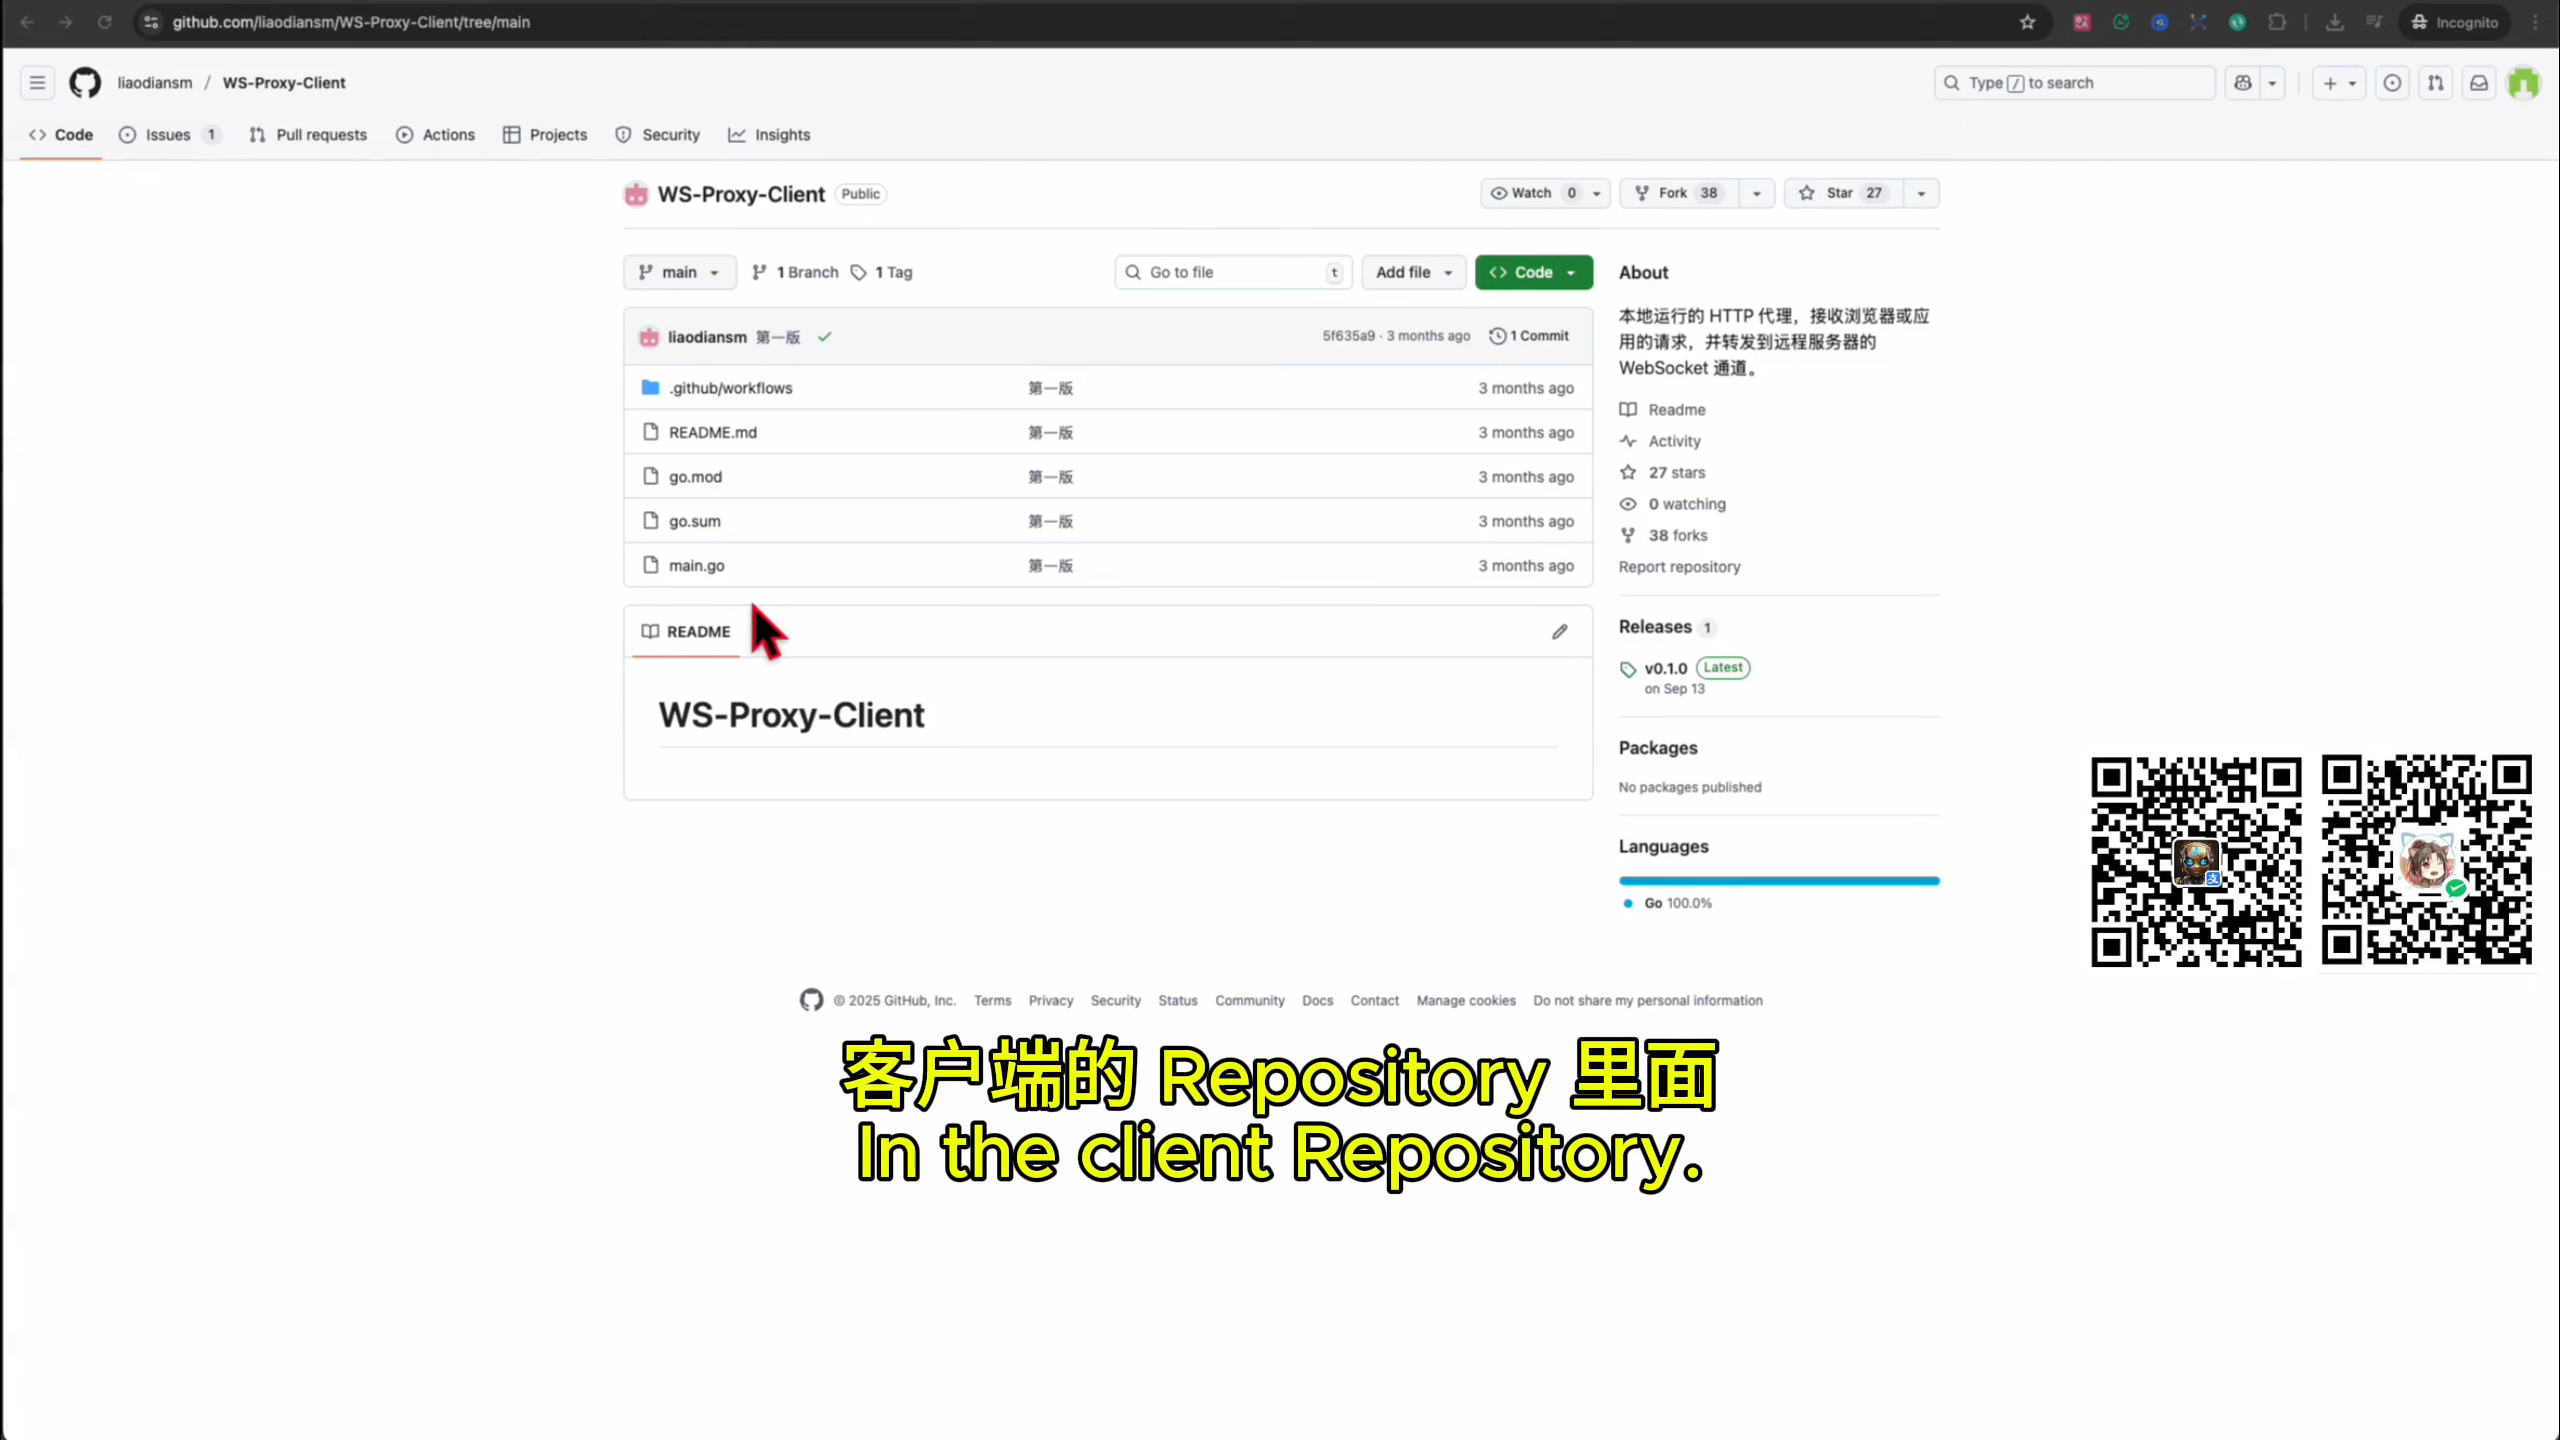 github.com/liaodiansm/WS-Proxy-Client/tree/main
Incognito
liaodiansm / WS-Proxy-Client
Type / to search
Code
Issues 1
Pull requests
Actions
Projects
Security
Insights
WS-Proxy-Client Public
Watch 0
Fork 38
Star 27
main
1 Branch
1 Tag
Go to file t
Add file
Code
liaodiansm 第一版
5f635a9 · 3 months ago
1 Commit
.github/workflows 第一版 3 months ago
README.md 第一版 3 months ago
go.mod 第一版 3 months ago
go.sum 第一版 3 months ago
main.go 第一版 3 months ago
README
WS-Proxy-Client
About
本地运行的 HTTP 代理，接收浏览器或应
用的请求，并转发到远程服务器的
WebSocket 通道。
Readme
Activity
27 stars
0 watching
38 forks
Report repository
Releases 1
v0.1.0 Latest
on Sep 13
Packages
No packages published
Languages
Go 100.0%
支
© 2025 GitHub, Inc. Terms Privacy Security Status Community Docs Contact Manage cookies Do not share my personal information
客户端的 Repository 里面
In the client Repository.